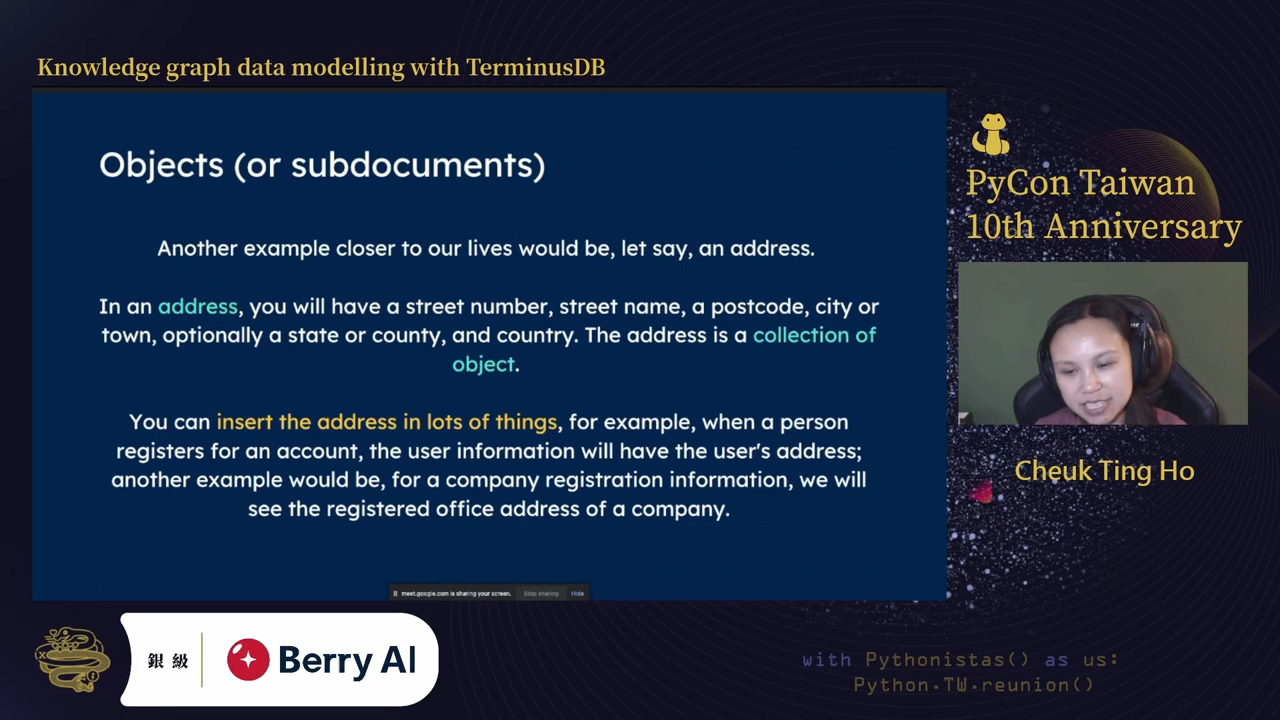 Knowledge graph data modelling with TerminusDB
Objects (or subdocuments)
Another example closer to our lives would be, let say, an address.
In an address, you will have a street number, street name, a postcode, city or
town, optionally a state or county, and country. The address is a collection of
object.
You can insert the address in lots of things, for example, when a person
registers for an account, the user information will have the user's address;
another example would be, for a company registration information, we will
see the registered office address of a company.
meet.google.com is sharing your screen. Stop sharing Hide
PyCon Taiwan
10th Anniversary
Cheuk Ting Ho
銀級
Berry AI
with Pythonistas() as us:
Python.TW.reunion()